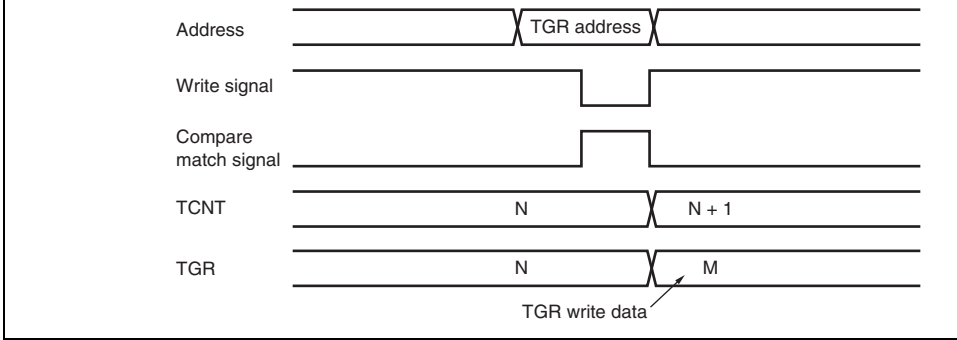 Address
TGR address
Write signal
Compare
match signal
TCNT
N
N + 1
TGR
N
M
TGR write data